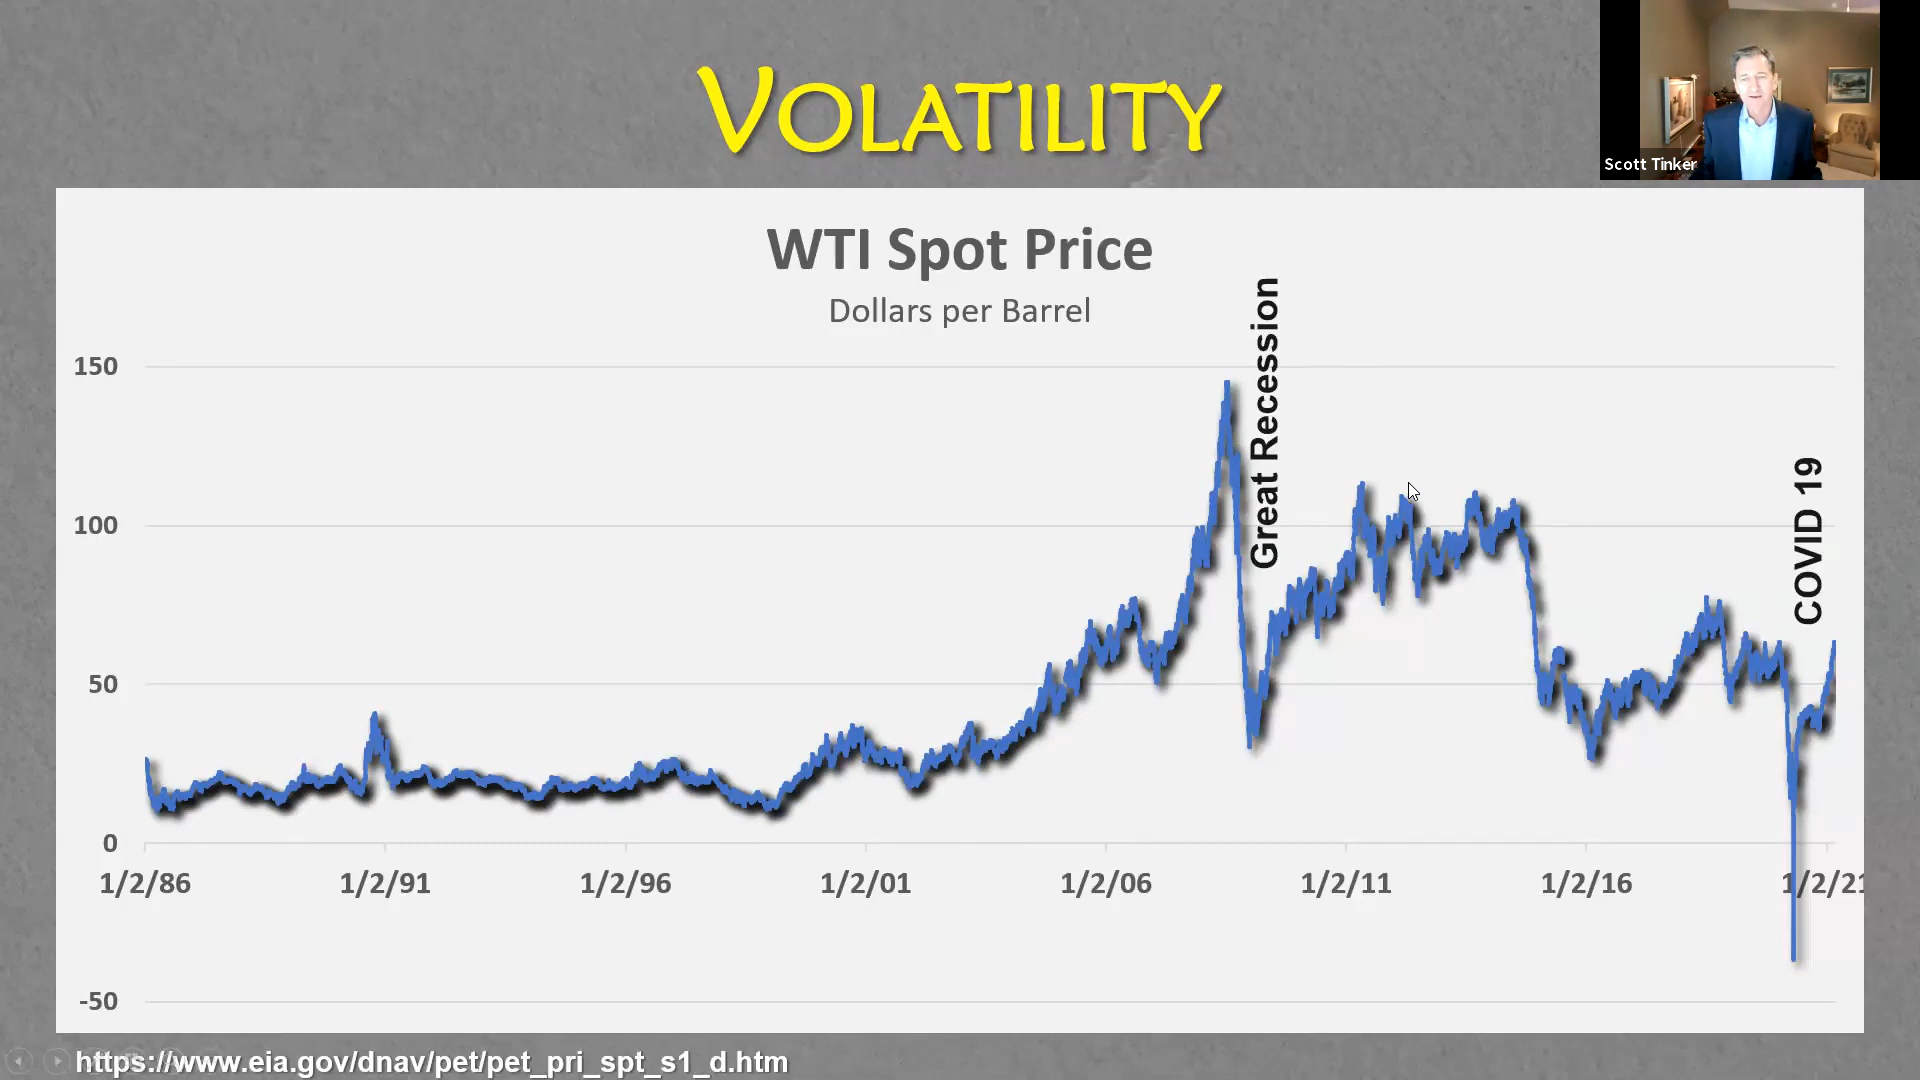 VOLATILITY
Scott Tinker
WTI Spot Price
Dollars per Barrel
Great Recession
COVID 19
150
100
50
0
1/2/86 1/2/91 1/2/96 1/2/01 1/2/06 1/2/11 1/2/16 1/2/21
-50
https://www.eia.gov/dnav/pet/pet_pri_spt_s1_d.htm